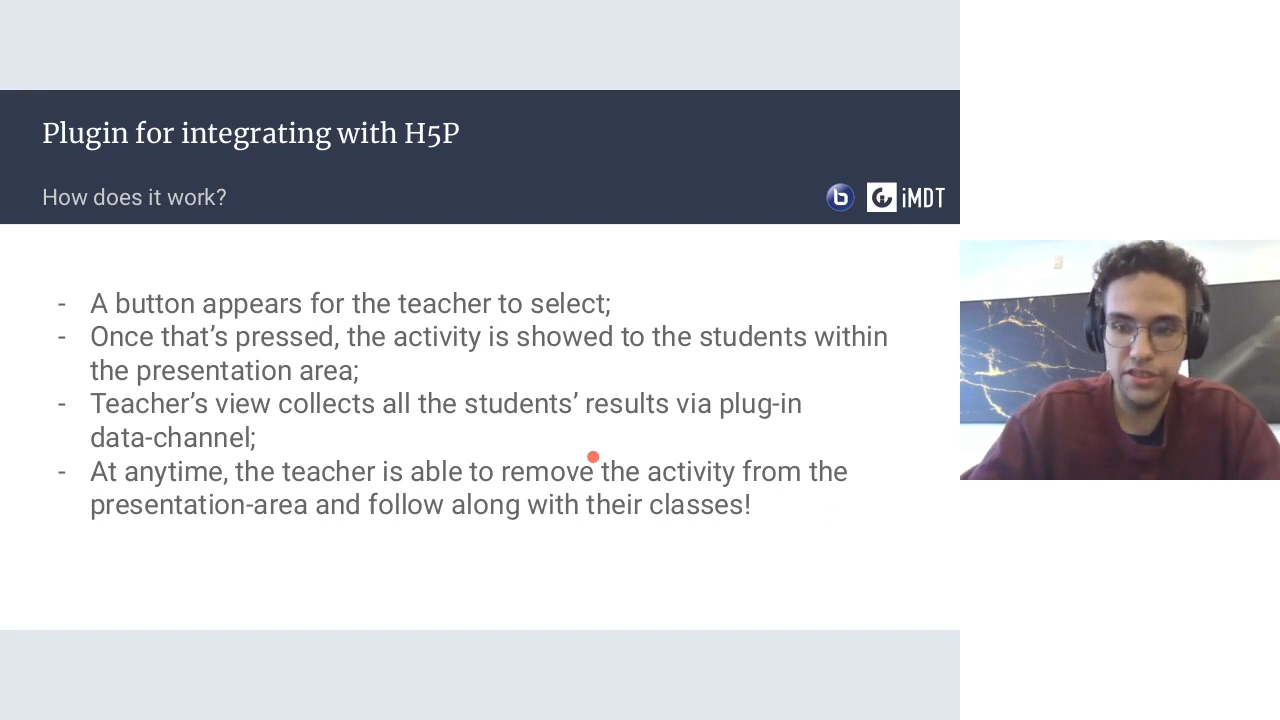 Plugin for integrating with H5P
How does it work?
b iMDT
- A button appears for the teacher to select;
- Once that’s pressed, the activity is showed to the students within
the presentation area;
- Teacher’s view collects all the students’ results via plug-in
data-channel;
- At anytime, the teacher is able to remove the activity from the
presentation-area and follow along with their classes!